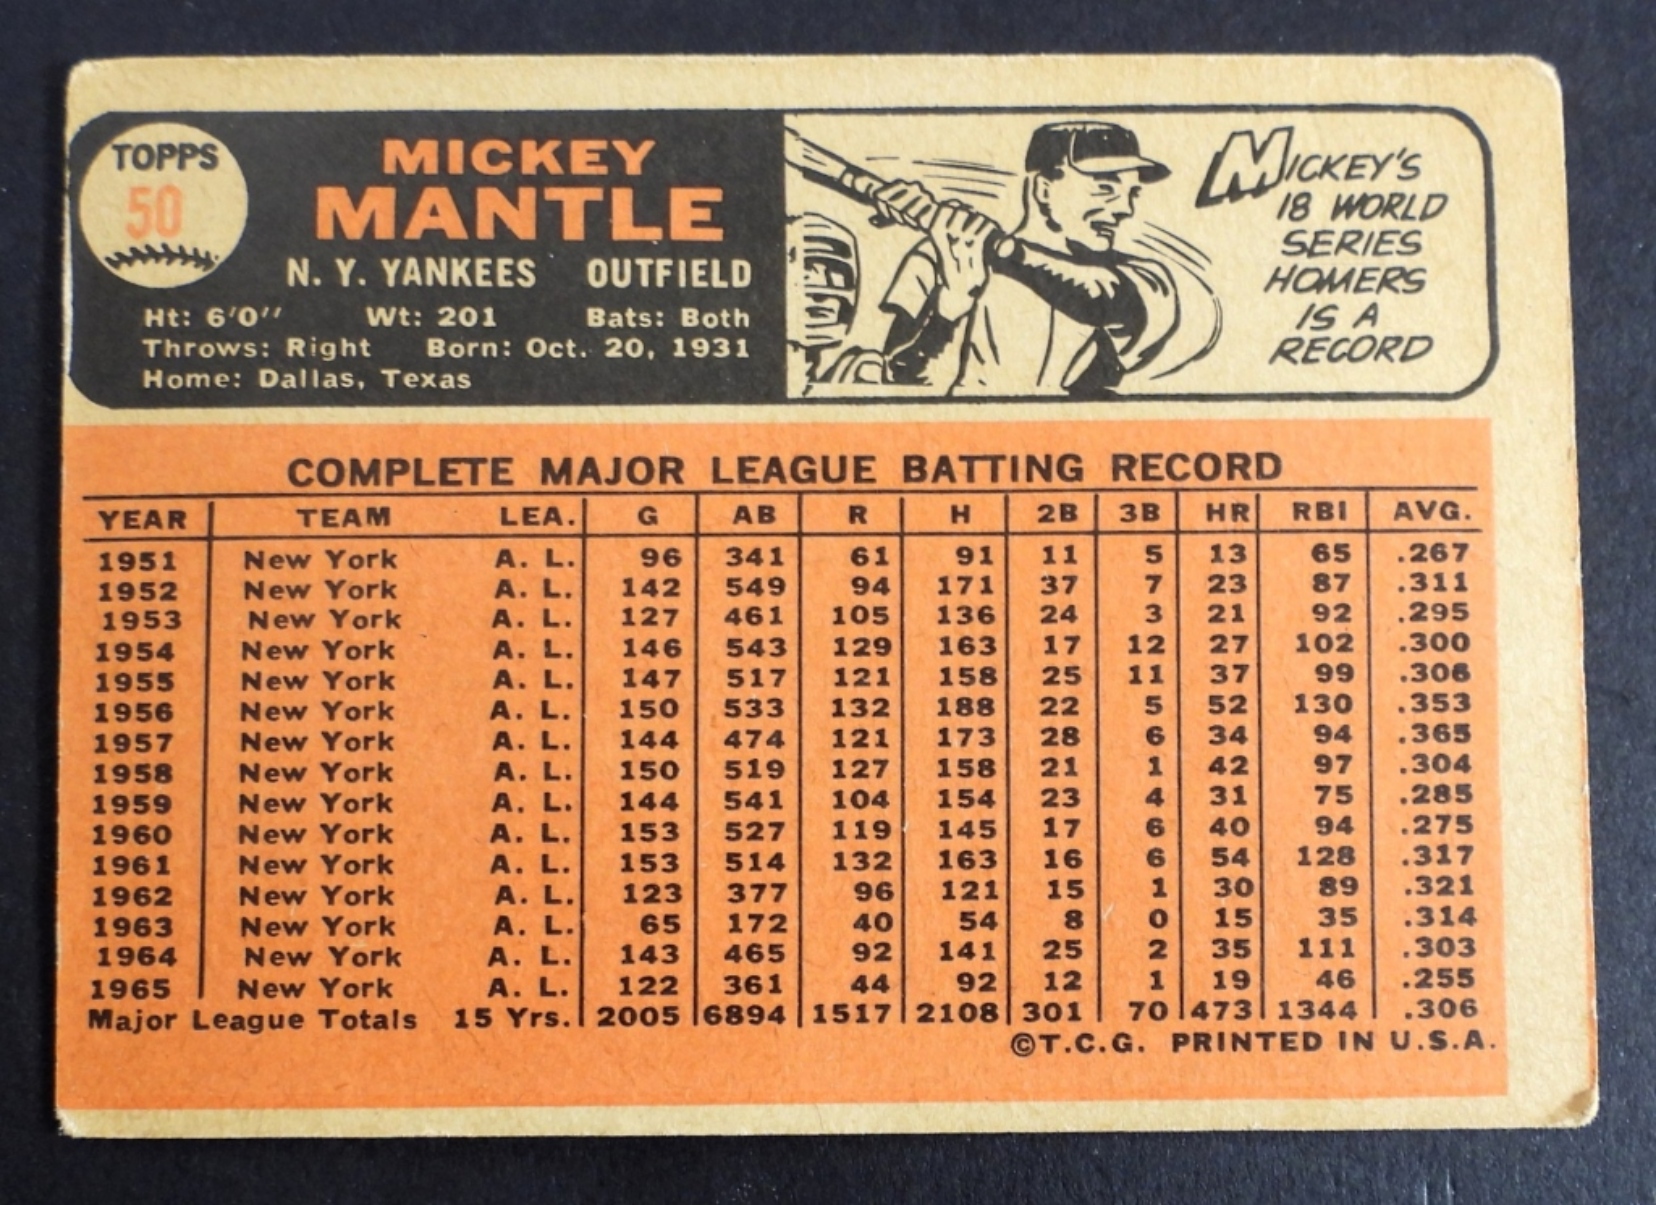 TOPPS
50
MICKEY
MANTLE
N. Y. YANKEES OUTFIELD
Ht: 6'0" Wt: 201 Bats: Both
Throws: Right Born: Oct. 20, 1931
Home: Dallas, Texas
MICKEY'S
18 WORLD
SERIES
HOMERS
IS A
RECORD
COMPLETE MAJOR LEAGUE BATTING RECORD
YEAR TEAM LEA. G AB R H 2B 3B HR RBI AVG.
1951 New York A. L. 96 341 61 91 11 5 13 65 .267
1952 New York A. L. 142 549 94 171 37 7 23 87 .311
1953 New York A. L. 127 461 105 136 24 3 21 92 .295
1954 New York A. L. 146 543 129 163 17 12 27 102 .300
1955 New York A. L. 147 517 121 158 25 11 37 99 .306
1956 New York A. L. 150 533 132 188 22 5 52 130 .353
1957 New York A. L. 144 474 121 173 28 6 34 94 .365
1958 New York A. L. 150 519 127 158 21 1 42 97 .304
1959 New York A. L. 144 541 104 154 23 4 31 75 .285
1960 New York A. L. 153 527 119 145 17 6 40 94 .275
1961 New York A. L. 153 514 132 163 16 6 54 128 .317
1962 New York A. L. 123 377 96 121 15 1 30 89 .321
1963 New York A. L. 65 172 40 54 8 0 15 35 .314
1964 New York A. L. 143 465 92 141 25 2 35 111 .303
1965 New York A. L. 122 361 44 92 12 1 19 46 .255
Major League Totals 15 Yrs. 2005 6894 1517 2108 301 70 473 1344 .306
©T.C.G. PRINTED IN U.S.A.